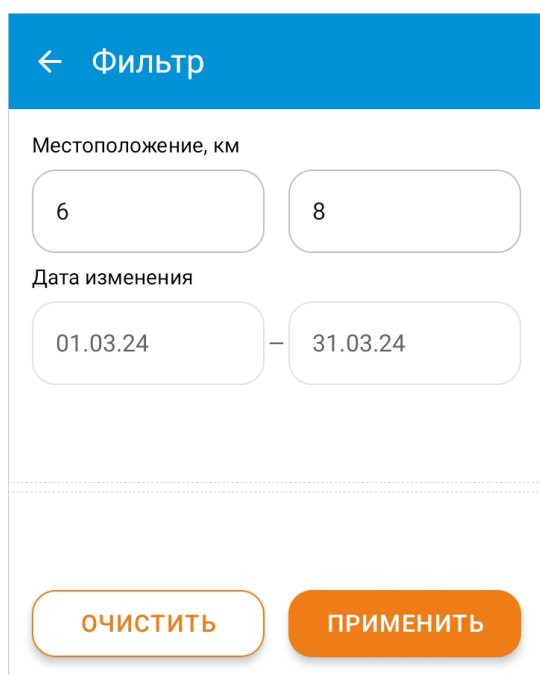 Фильтр
Местоположение, км
6 8
Дата изменения
01.03.24 – 31.03.24
ОЧИСТИТЬ ПРИМЕНИТЬ